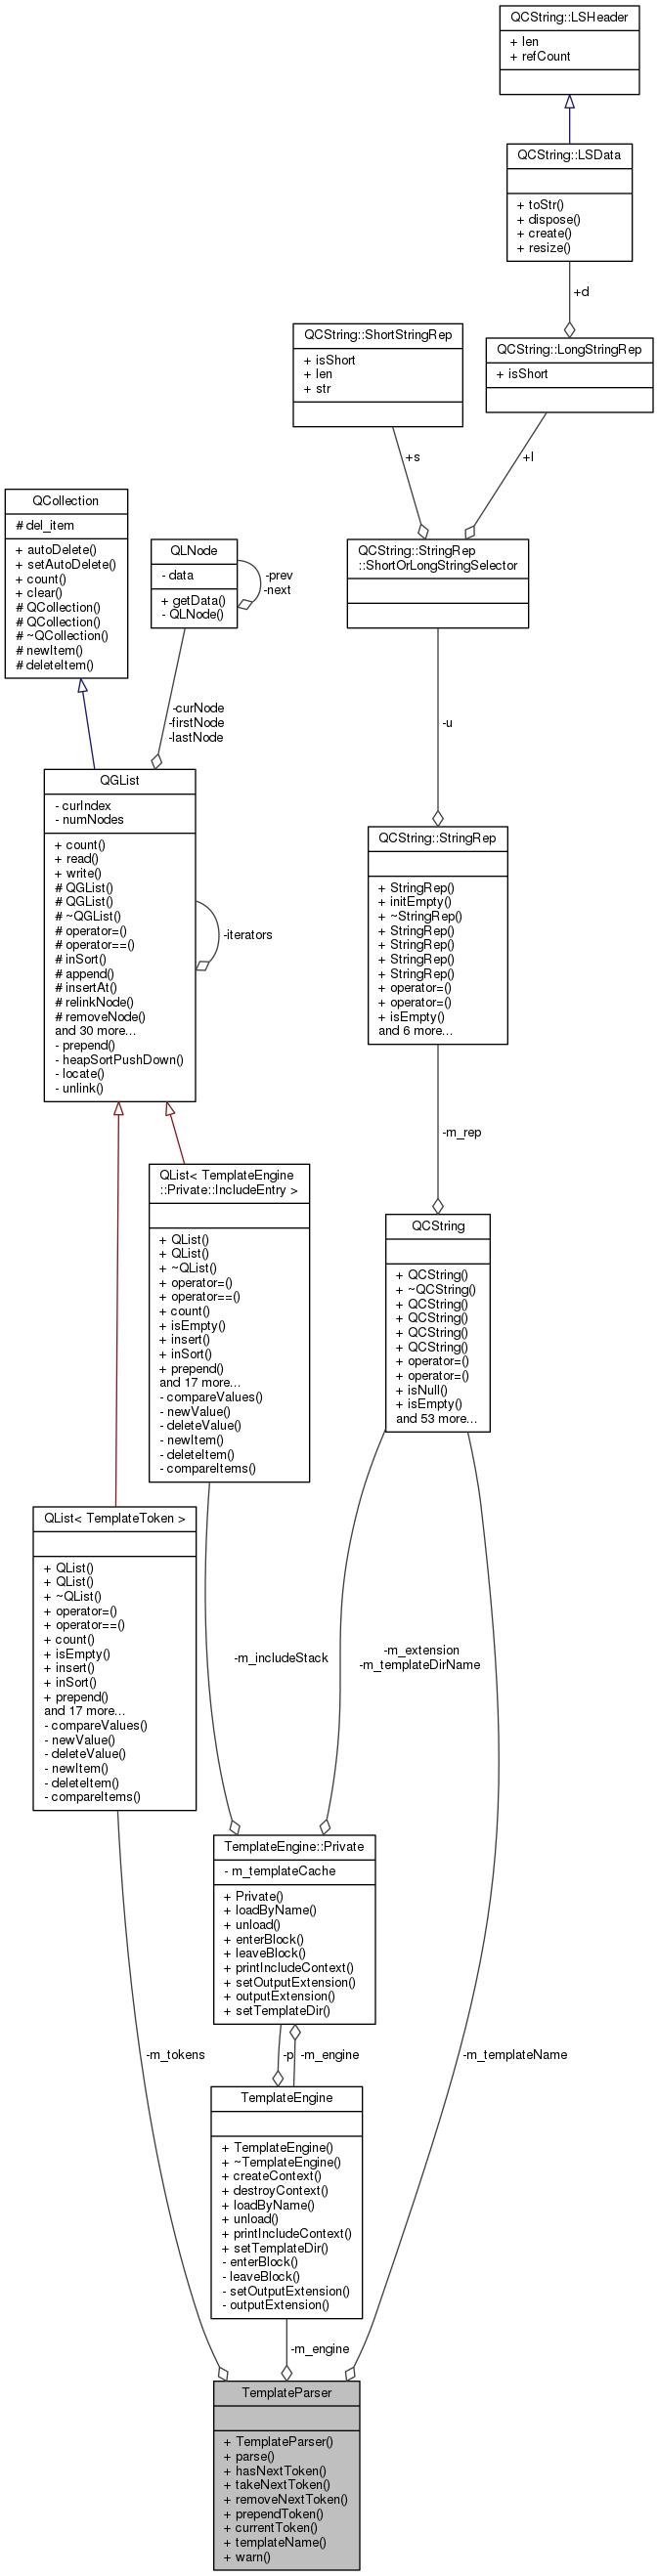 QCString::LSHeader
+ len
+ refCount
QCString::LSData
+ toStr()
+ dispose()
+ create()
+ resize()
+d
QCString::ShortStringRep
+ isShort
+ len
+ str
QCString::LongStringRep
+ isShort
+s
+l
QCollection
# del_item
+ autoDelete()
+ setAutoDelete()
+ count()
+ clear()
# QCollection()
# QCollection()
# ~QCollection()
# newItem()
# deleteItem()
QLNode
- data
+ getData()
- QLNode()
-prev
-next
QCString::StringRep
::ShortOrLongStringSelector
-curNode
-firstNode
-lastNode
-u
QGList
- curIndex
- numNodes
+ count()
+ read()
+ write()
# QGList()
# QGList()
# ~QGList()
# operator=()
# operator==()
# inSort()
# append()
# insertAt()
# relinkNode()
# removeNode()
and 30 more...
- prepend()
- heapSortPushDown()
- locate()
- unlink()
-iterators
QCString::StringRep
+ StringRep()
+ initEmpty()
+ ~StringRep()
+ StringRep()
+ StringRep()
+ StringRep()
+ StringRep()
+ operator=()
+ operator=()
+ isEmpty()
and 6 more...
-m_rep
QList< TemplateEngine
::Private::IncludeEntry >
+ QList()
+ QList()
+ ~QList()
+ operator=()
+ operator==()
+ count()
+ isEmpty()
+ insert()
+ inSort()
+ prepend()
and 17 more...
- compareValues()
- newValue()
- deleteValue()
- newItem()
- deleteItem()
- compareItems()
QCString
+ QCString()
+ ~QCString()
+ QCString()
+ QCString()
+ QCString()
+ QCString()
+ operator=()
+ operator=()
+ isNull()
+ isEmpty()
and 53 more...
QList< TemplateToken >
+ QList()
+ QList()
+ ~QList()
+ operator=()
+ operator==()
+ count()
+ isEmpty()
+ insert()
+ inSort()
+ prepend()
and 17 more...
- compareValues()
- newValue()
- deleteValue()
- newItem()
- deleteItem()
- compareItems()
-m_includeStack
-m_extension
-m_templateDirName
TemplateEngine::Private
- m_templateCache
+ Private()
+ loadByName()
+ unload()
+ enterBlock()
+ leaveBlock()
+ printIncludeContext()
+ setOutputExtension()
+ outputExtension()
+ setTemplateDir()
-m_tokens
-p
-m_engine
-m_templateName
TemplateEngine
+ TemplateEngine()
+ ~TemplateEngine()
+ createContext()
+ destroyContext()
+ loadByName()
+ unload()
+ printIncludeContext()
+ setTemplateDir()
- enterBlock()
- leaveBlock()
- setOutputExtension()
- outputExtension()
-m_engine
TemplateParser
+ TemplateParser()
+ parse()
+ hasNextToken()
+ takeNextToken()
+ removeNextToken()
+ prependToken()
+ currentToken()
+ templateName()
+ warn()